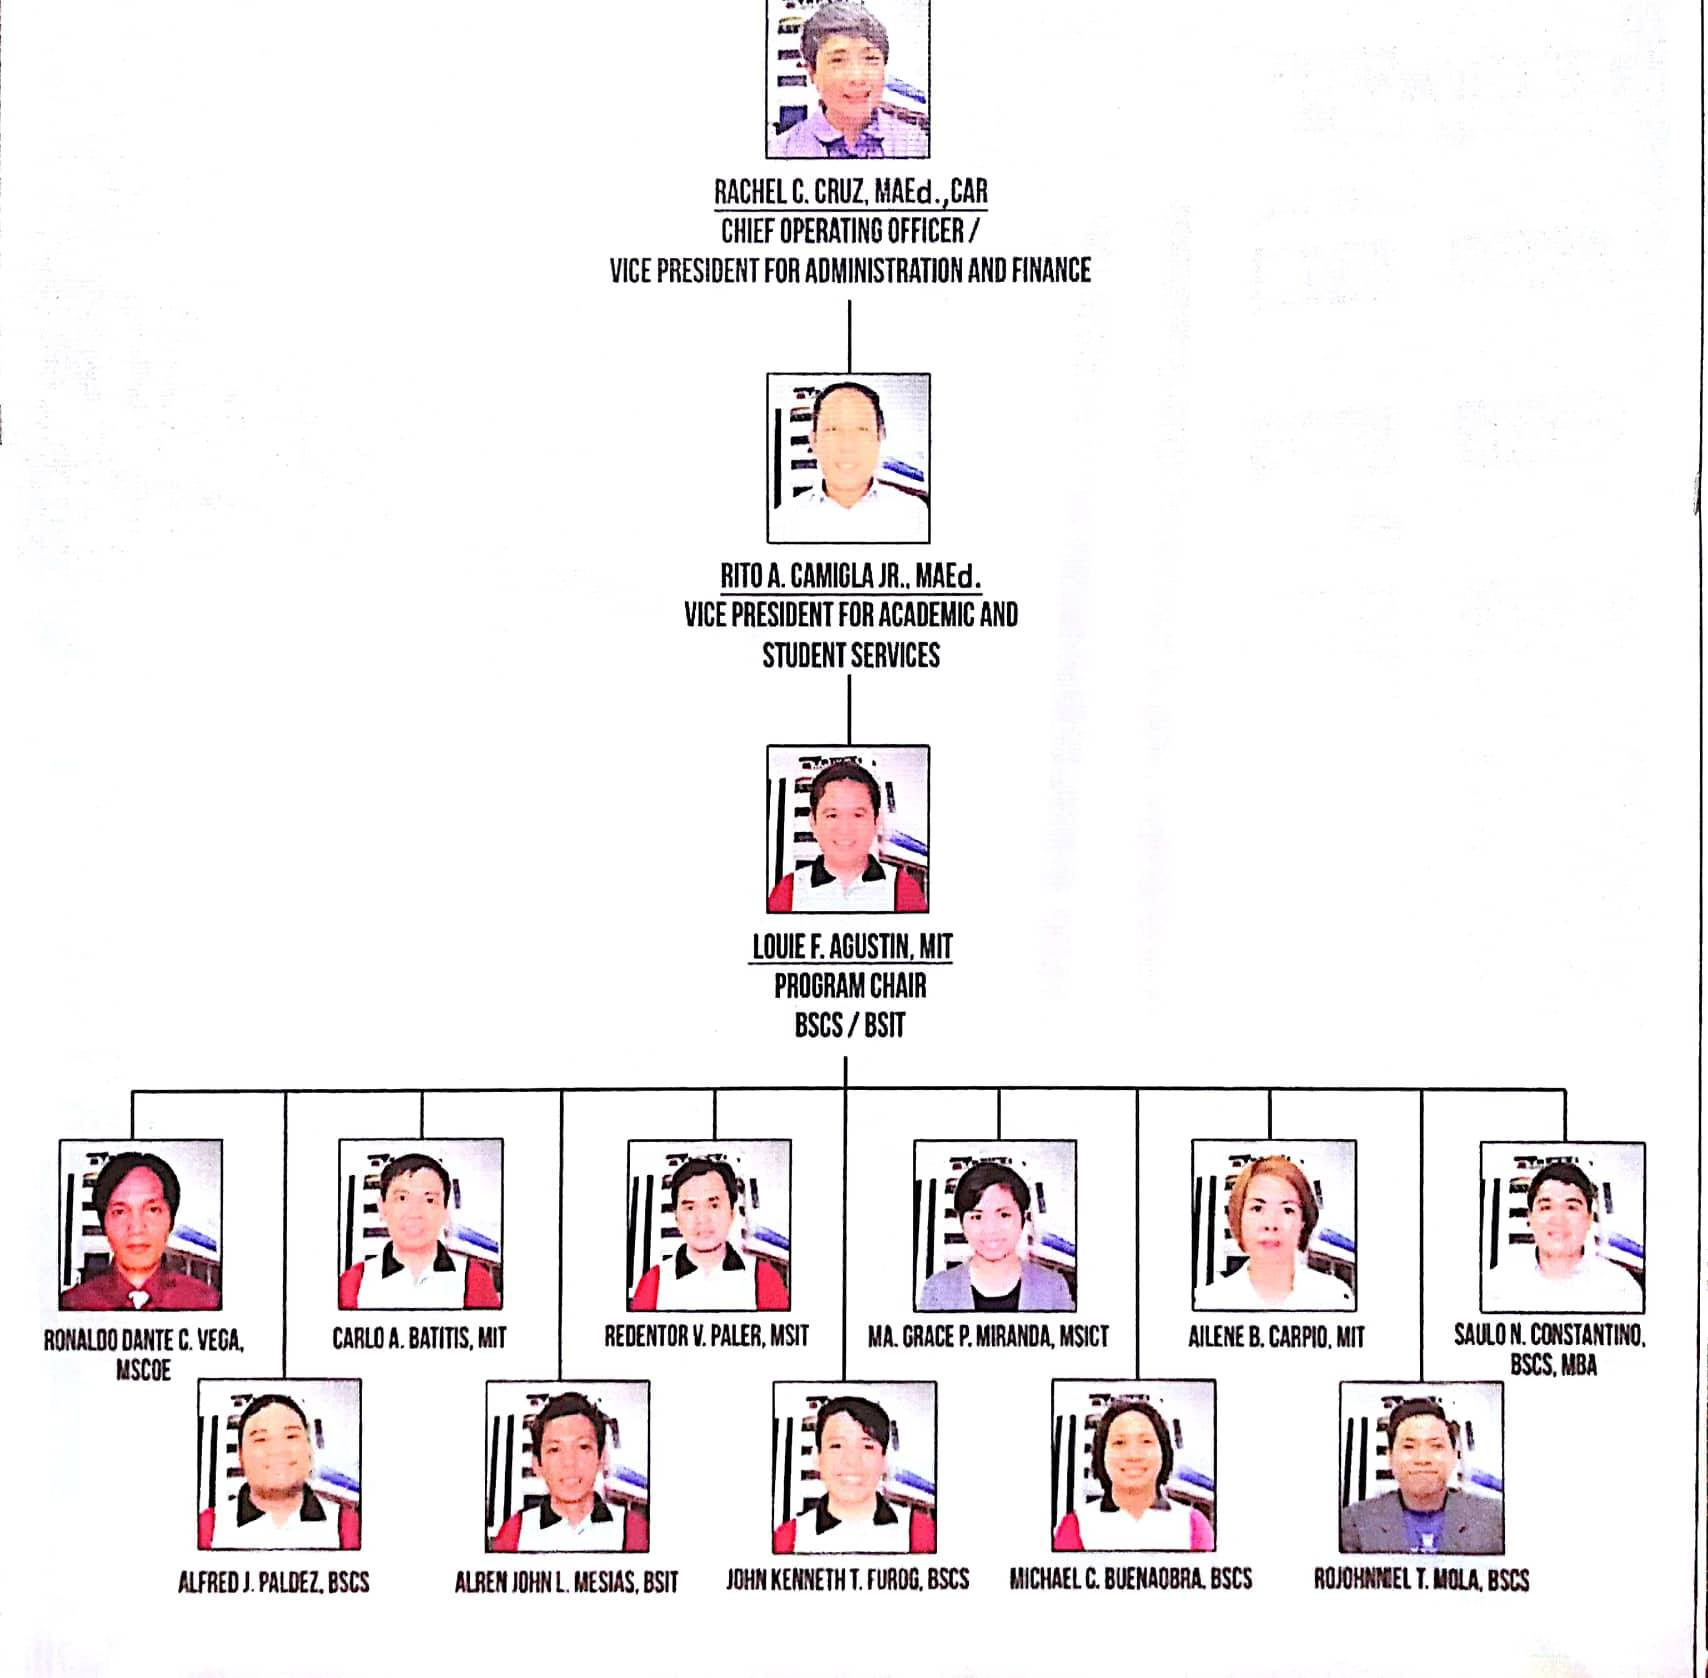 RACHEL C. CRUZ, MAEd.,CAR
CHIEF OPERATING OFFICER /
VICE PRESIDENT FOR ADMINISTRATION AND FINANCE
RITO A. CAMIGLA JR., MAEd.
VICE PRESIDENT FOR ACADEMIC AND
STUDENT SERVICES
LOUIE F. AGUSTIN, MIT
PROGRAM CHAIR
BSCS / BSIT
RONALDO DANTE C. VEGA,
MSCOE
CARLO A. BATITIS, MIT
REDENTOR V. PALER, MSIT
MA. GRACE P. MIRANDA, MSICT
AILENE B. CARPIO, MIT
SAULO N. CONSTANTINO,
BSCS, MBA
ALFRED J. PALDEZ, BSCS
ALREN JOHN L. MESIAS, BSIT
JOHN KENNETH T. FUROG, BSCS
MICHAEL C. BUENAOBRA, BSCS
ROJOHNNIEL T. MOLA, BSCS